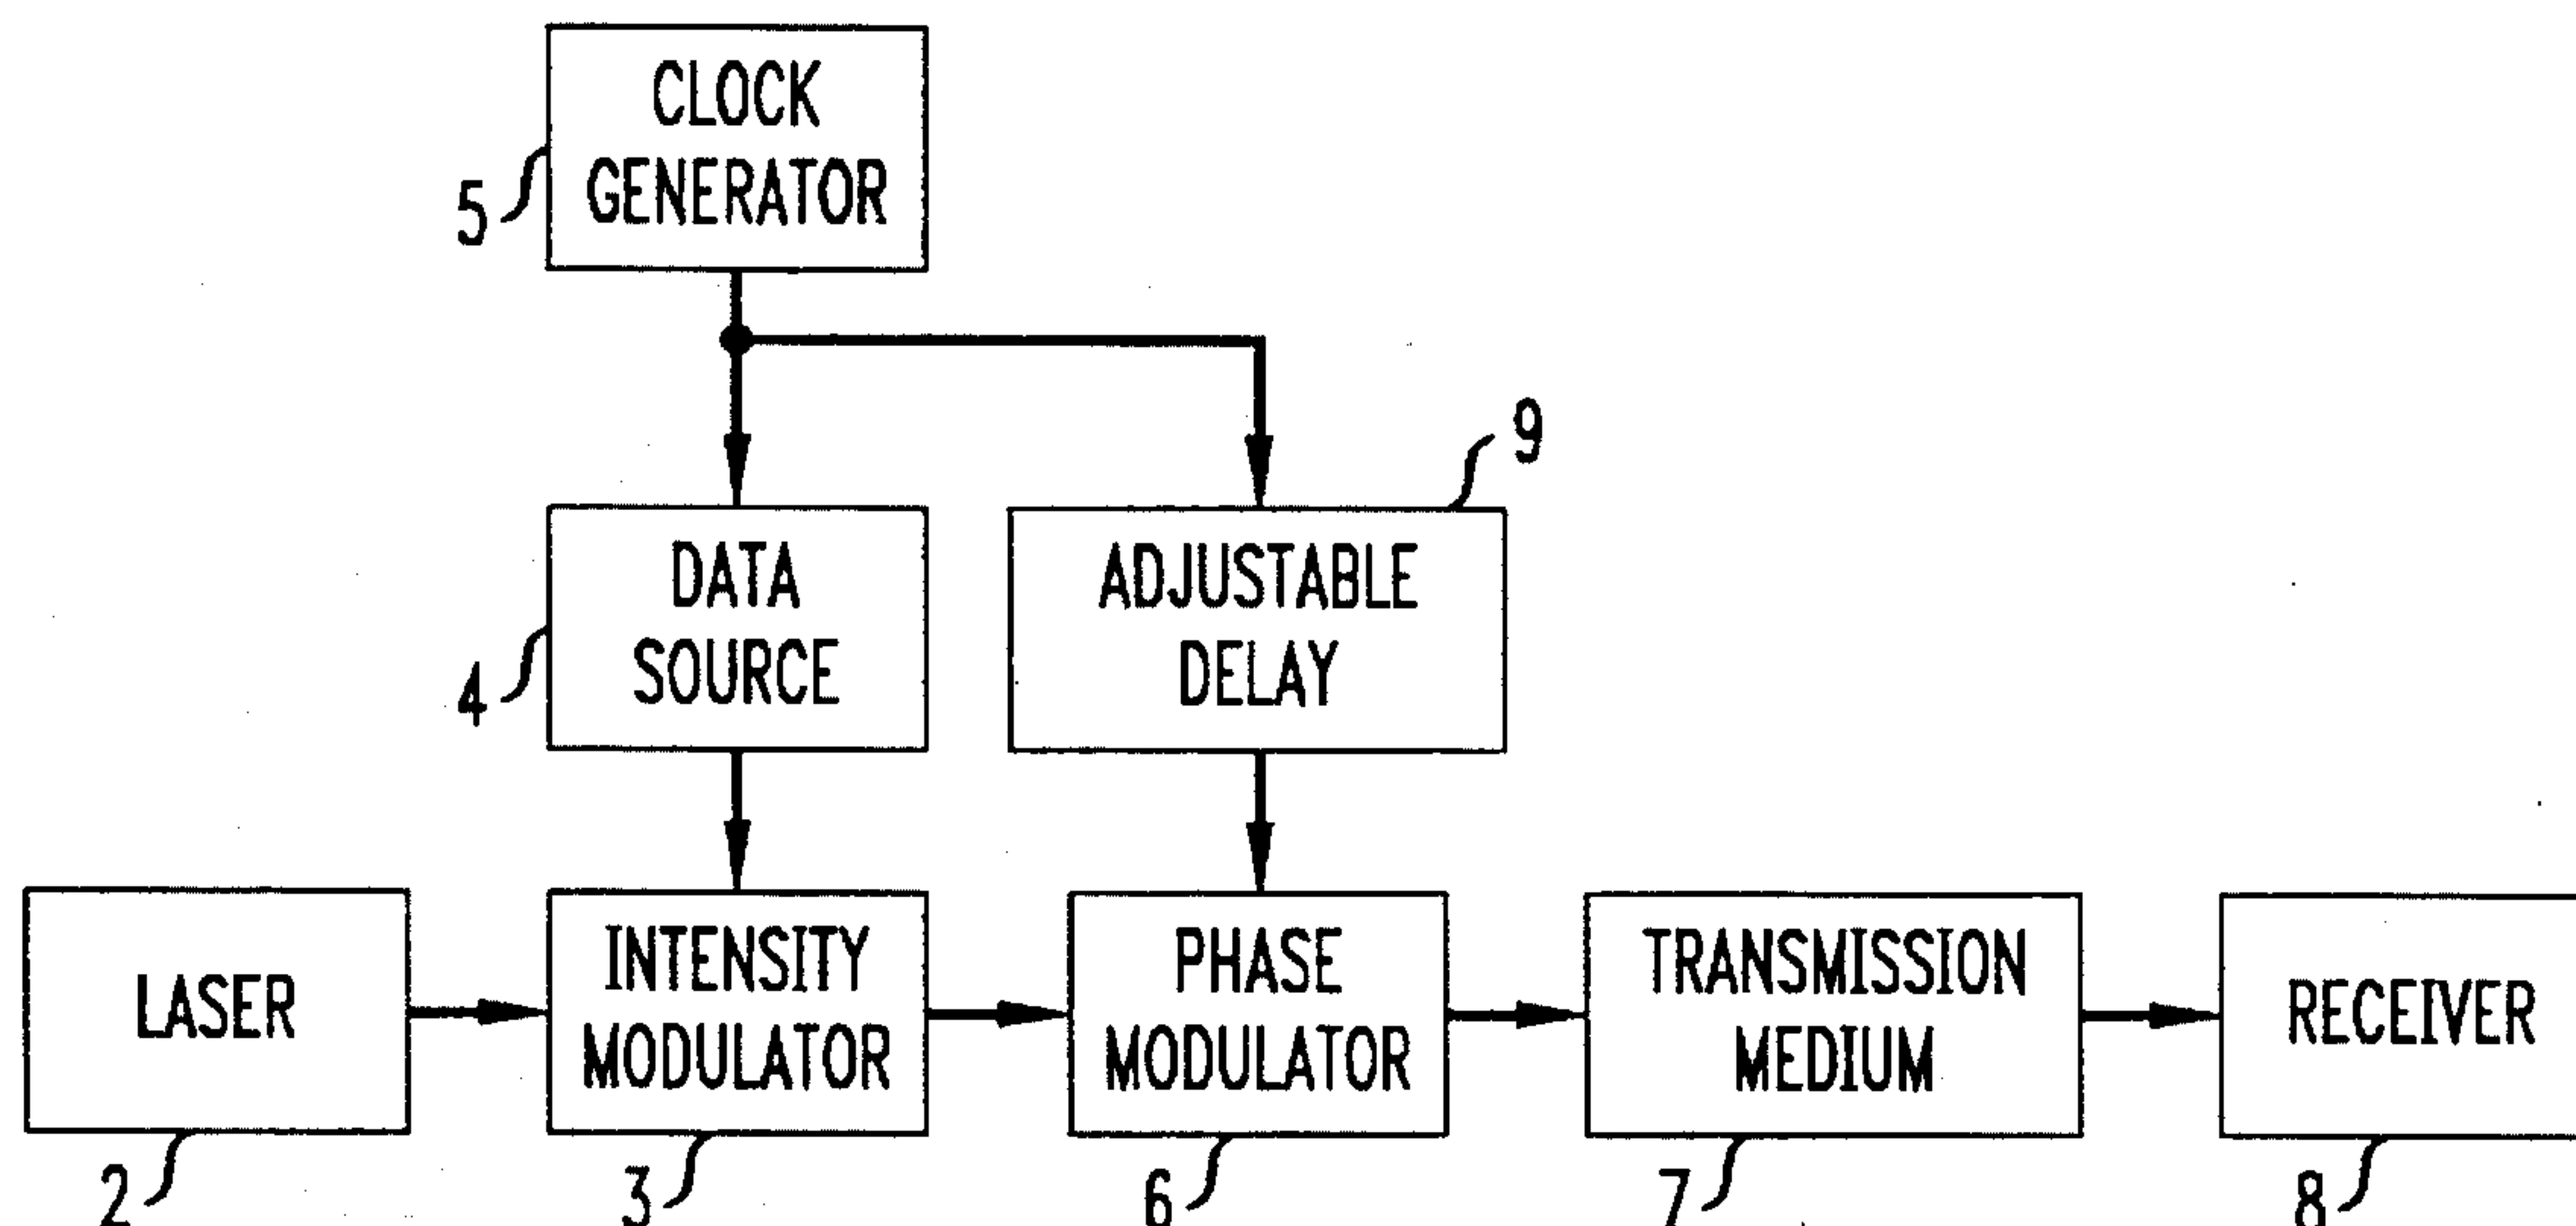 CLOCK
GENERATOR
5
9
DATA
SOURCE
4
ADJUSTABLE
DELAY
LASER
2
INTENSITY
MODULATOR
3
PHASE
MODULATOR
6
TRANSMISSION
MEDIUM
7
RECEIVER
8